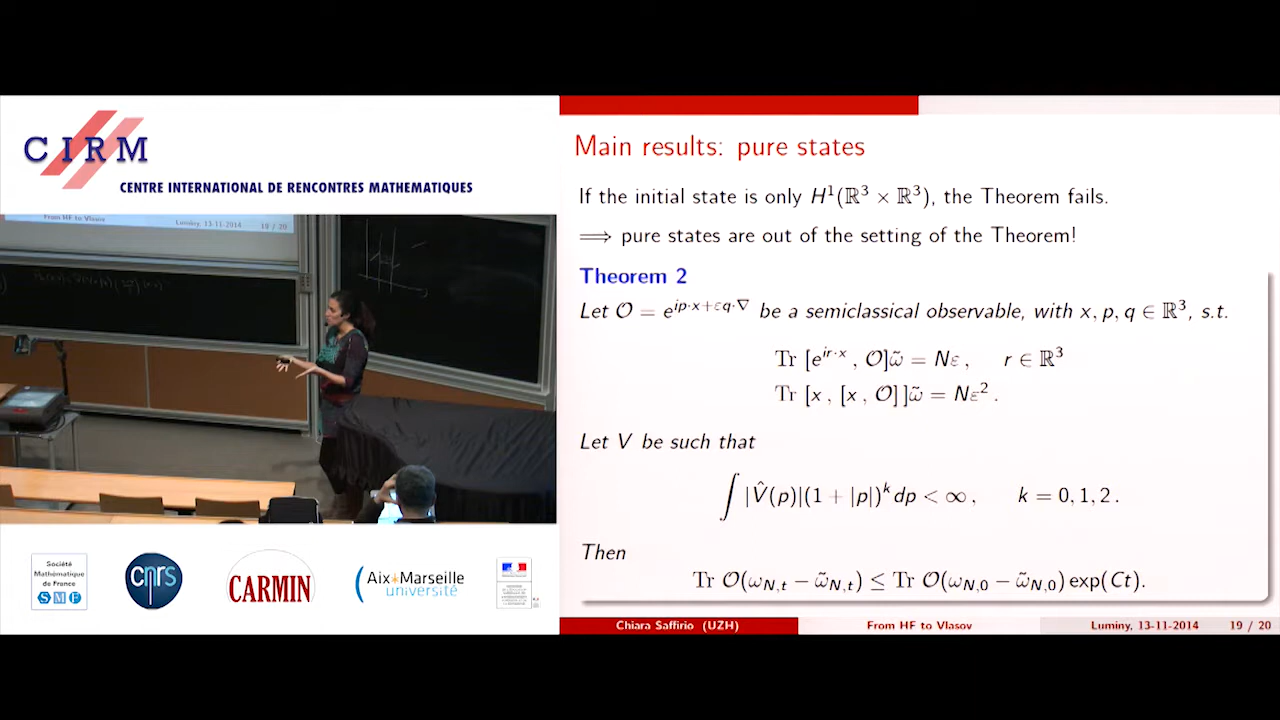 CIRM
CENTRE INTERNATIONAL DE RENCONTRES MATHEMATIQUES
From HF to Vlasov Luminy, 13-11-2014 19 / 20
Société
Mathématique
de France
SMF
cnrs
CARMIN
Aix*Marseille
université
Main results: pure states
If the initial state is only H¹(ℝ³ × ℝ³), the Theorem fails.
⟹ pure states are out of the setting of the Theorem!
Theorem 2
Let O = e^{ip·x+εq·∇} be a semiclassical observable, with x, p, q ∈ ℝ³, s.t.
Tr [e^{ir·x} , O]ω̃ = Nε , r ∈ ℝ³
Tr [x , [x , O] ]ω̃ = Nε² .
Let V be such that
∫ |V̂(p)|(1 + |p|)^k dp < ∞ , k = 0, 1, 2 .
Then
Tr O(ω_{N,t} − ω̃_{N,t}) ≤ Tr O(ω_{N,0} − ω̃_{N,0}) exp(Ct).
Chiara Saffirio (UZH) From HF to Vlasov Luminy, 13-11-2014 19 / 20